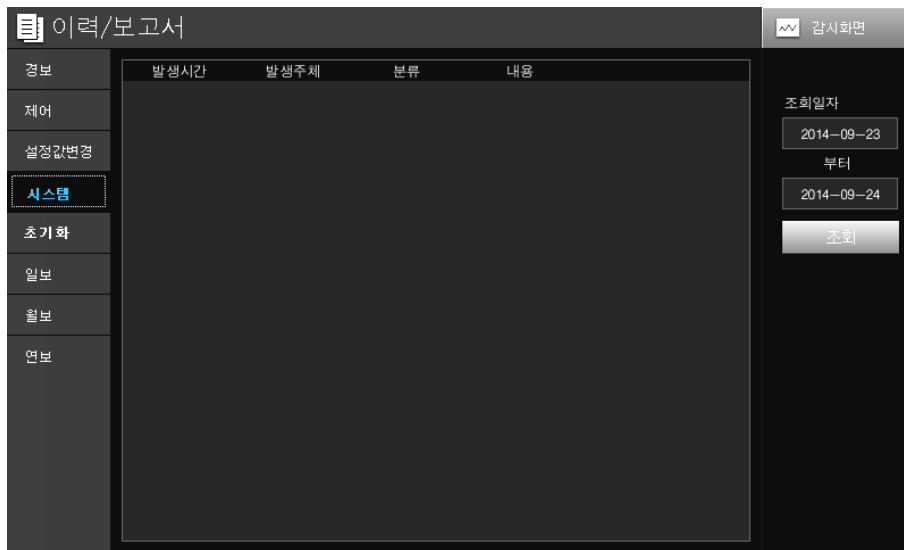 이력/보고서
감시화면
경보
제어
설정값변경
시스템
초기화
일보
월보
연보
발생시간 발생주체 분류 내용
조회일자
2014-09-23
부터
2014-09-24
조회